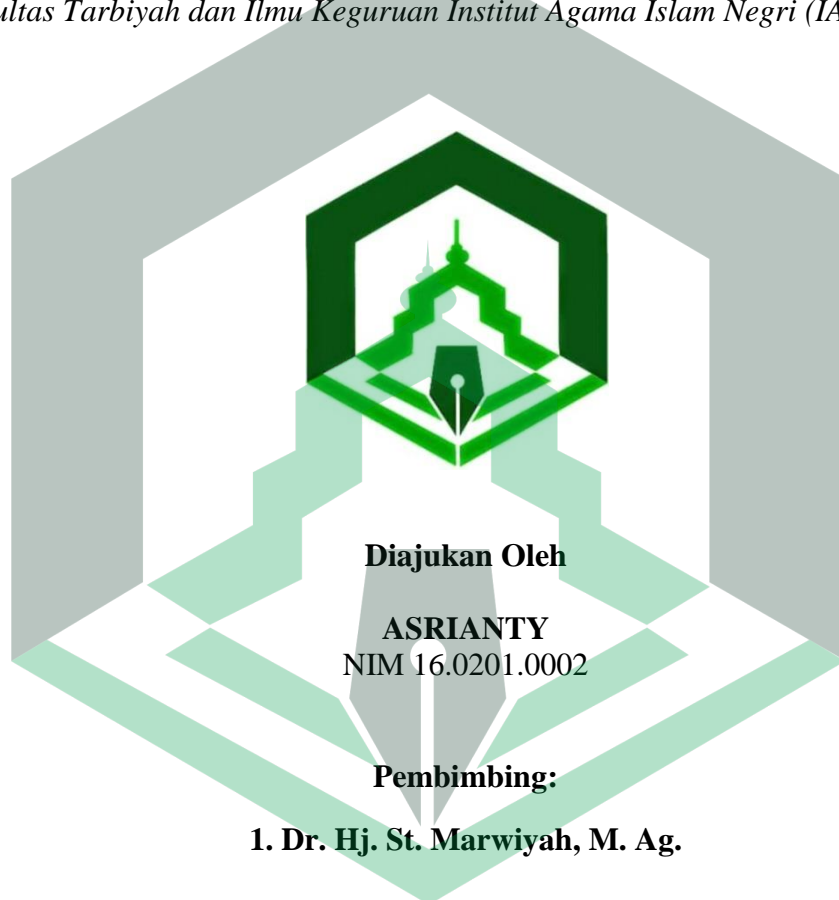 ultas Tarbiyah dan Ilmu Keguruan Institut Agama Islam Negri (IA
Diajukan Oleh
ASRIANTY
NIM 16.0201.0002
Pembimbing:
1. Dr. Hj. St. Marwiyah, M. Ag.